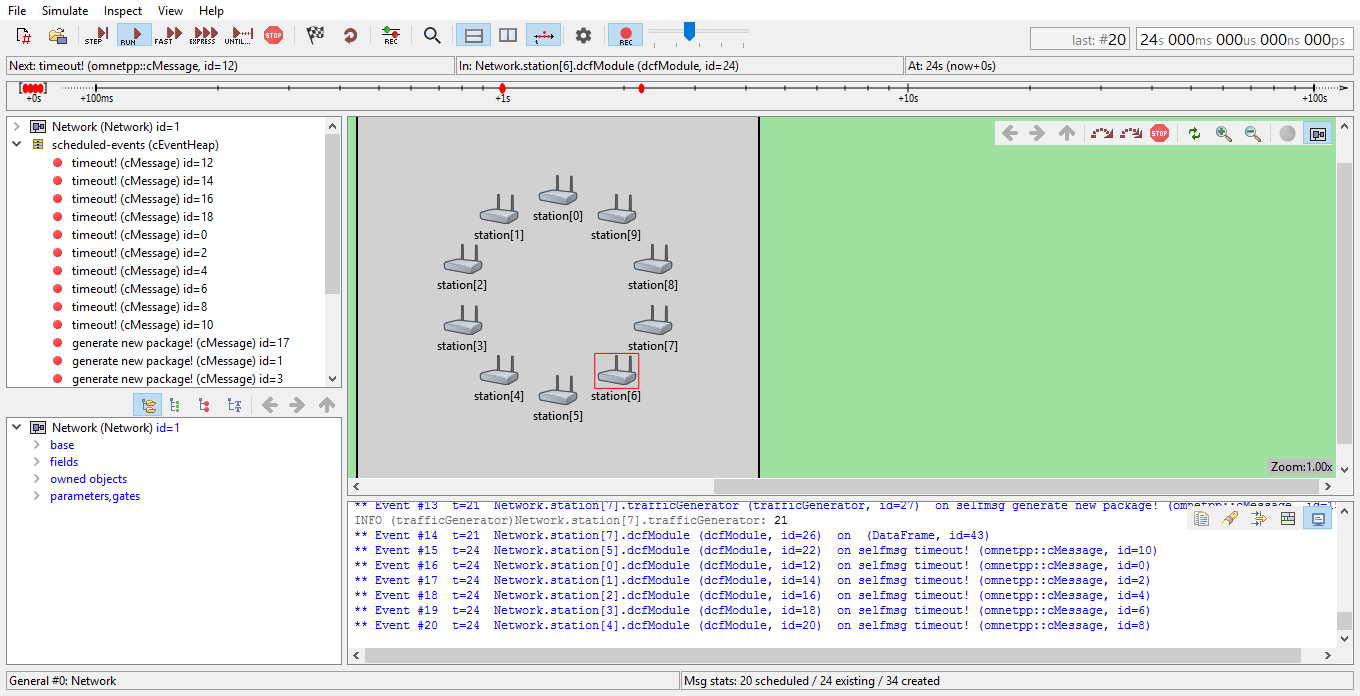 File Simulate Inspect View Help
STEP RUN FAST EXPRESS UNTIL... STOP REC REC last: #20 24s 000ms 000us 000ns 000ps
Next: timeout! (omnetpp::cMessage, id=12) In: Network.station[6].dcfModule (dcfModule, id=24) At: 24s (now+0s)
+0s +100ms +1s +10s +100s
Network (Network) id=1
scheduled-events (cEventHeap)
timeout! (cMessage) id=12
timeout! (cMessage) id=14
timeout! (cMessage) id=16
timeout! (cMessage) id=18
timeout! (cMessage) id=0
timeout! (cMessage) id=2
timeout! (cMessage) id=4
timeout! (cMessage) id=6
timeout! (cMessage) id=8
timeout! (cMessage) id=10
generate new package! (cMessage) id=17
generate new package! (cMessage) id=1
generate new package! (cMessage) id=3
Network (Network) id=1
base
fields
owned objects
parameters,gates
STOP
station[0]
station[1] station[9]
station[2] station[8]
station[3] station[7]
station[4] station[6]
station[5]
Zoom:1.00x
** Event #13 t=21 Network.station[7].trafficGenerator (trafficGenerator, id=27) on selfmsg generate new package! (omnetpp::cMessage,
INFO (trafficGenerator)Network.station[7].trafficGenerator: 21
** Event #14 t=21 Network.station[7].dcfModule (dcfModule, id=26) on (DataFrame, id=43)
** Event #15 t=24 Network.station[5].dcfModule (dcfModule, id=22) on selfmsg timeout! (omnetpp::cMessage, id=10)
** Event #16 t=24 Network.station[0].dcfModule (dcfModule, id=12) on selfmsg timeout! (omnetpp::cMessage, id=0)
** Event #17 t=24 Network.station[1].dcfModule (dcfModule, id=14) on selfmsg timeout! (omnetpp::cMessage, id=2)
** Event #18 t=24 Network.station[2].dcfModule (dcfModule, id=16) on selfmsg timeout! (omnetpp::cMessage, id=4)
** Event #19 t=24 Network.station[3].dcfModule (dcfModule, id=18) on selfmsg timeout! (omnetpp::cMessage, id=6)
** Event #20 t=24 Network.station[4].dcfModule (dcfModule, id=20) on selfmsg timeout! (omnetpp::cMessage, id=8)
General #0: Network Msg stats: 20 scheduled / 24 existing / 34 created